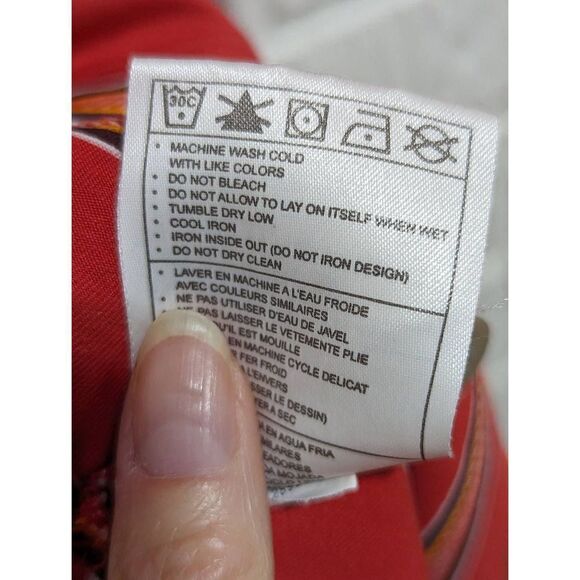 30C
• MACHINE WASH COLD
WITH LIKE COLORS
• DO NOT BLEACH
• DO NOT ALLOW TO LAY ON ITSELF WHEN WET
• TUMBLE DRY LOW
• COOL IRON
• IRON INSIDE OUT (DO NOT IRON DESIGN)
• DO NOT DRY CLEAN
• LAVER EN MACHINE A L'EAU FROIDE
AVEC COULEURS SIMILAIRES
• NE PAS UTILISER D'EAU DE JAVEL
NE PAS LAISSER LE VETEMENTE PLIE
QU'IL EST MOUILLE
EN MACHINE CYCLE DELICAT
FER FROID
A L'ENVERS
LE DESSIN)
A SEC
EN AGUA FRIA